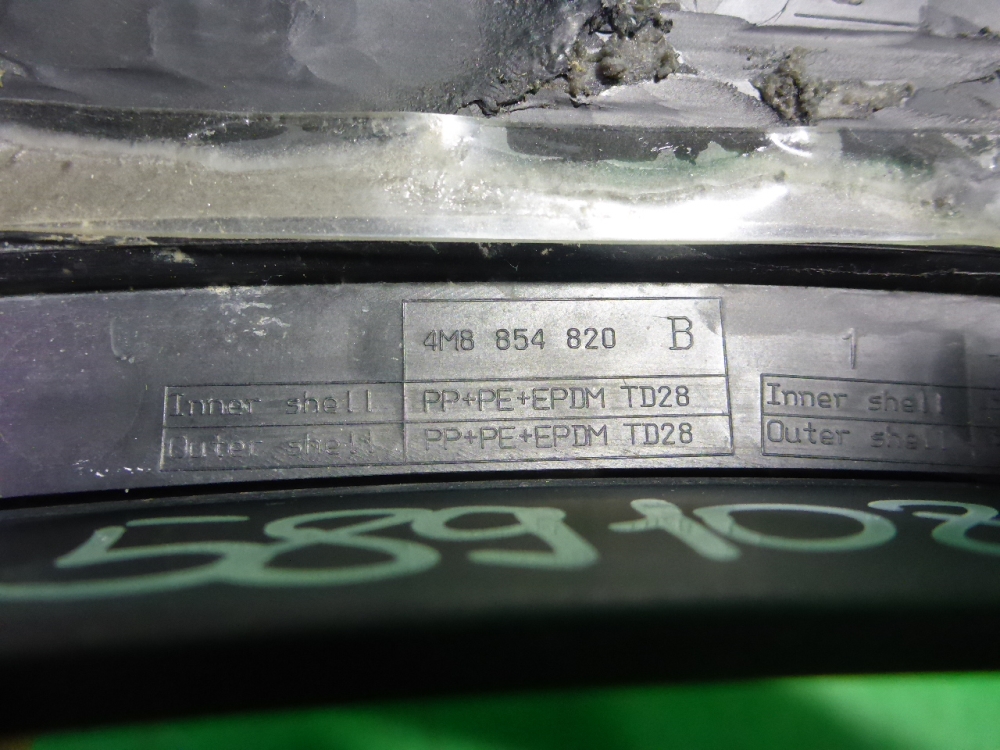 4M8 854 820 B
1
Inner shell PP+PE+EPDM TD28
Outer shell PP+PE+EPDM TD28
Inner shell
Outer shell
589102